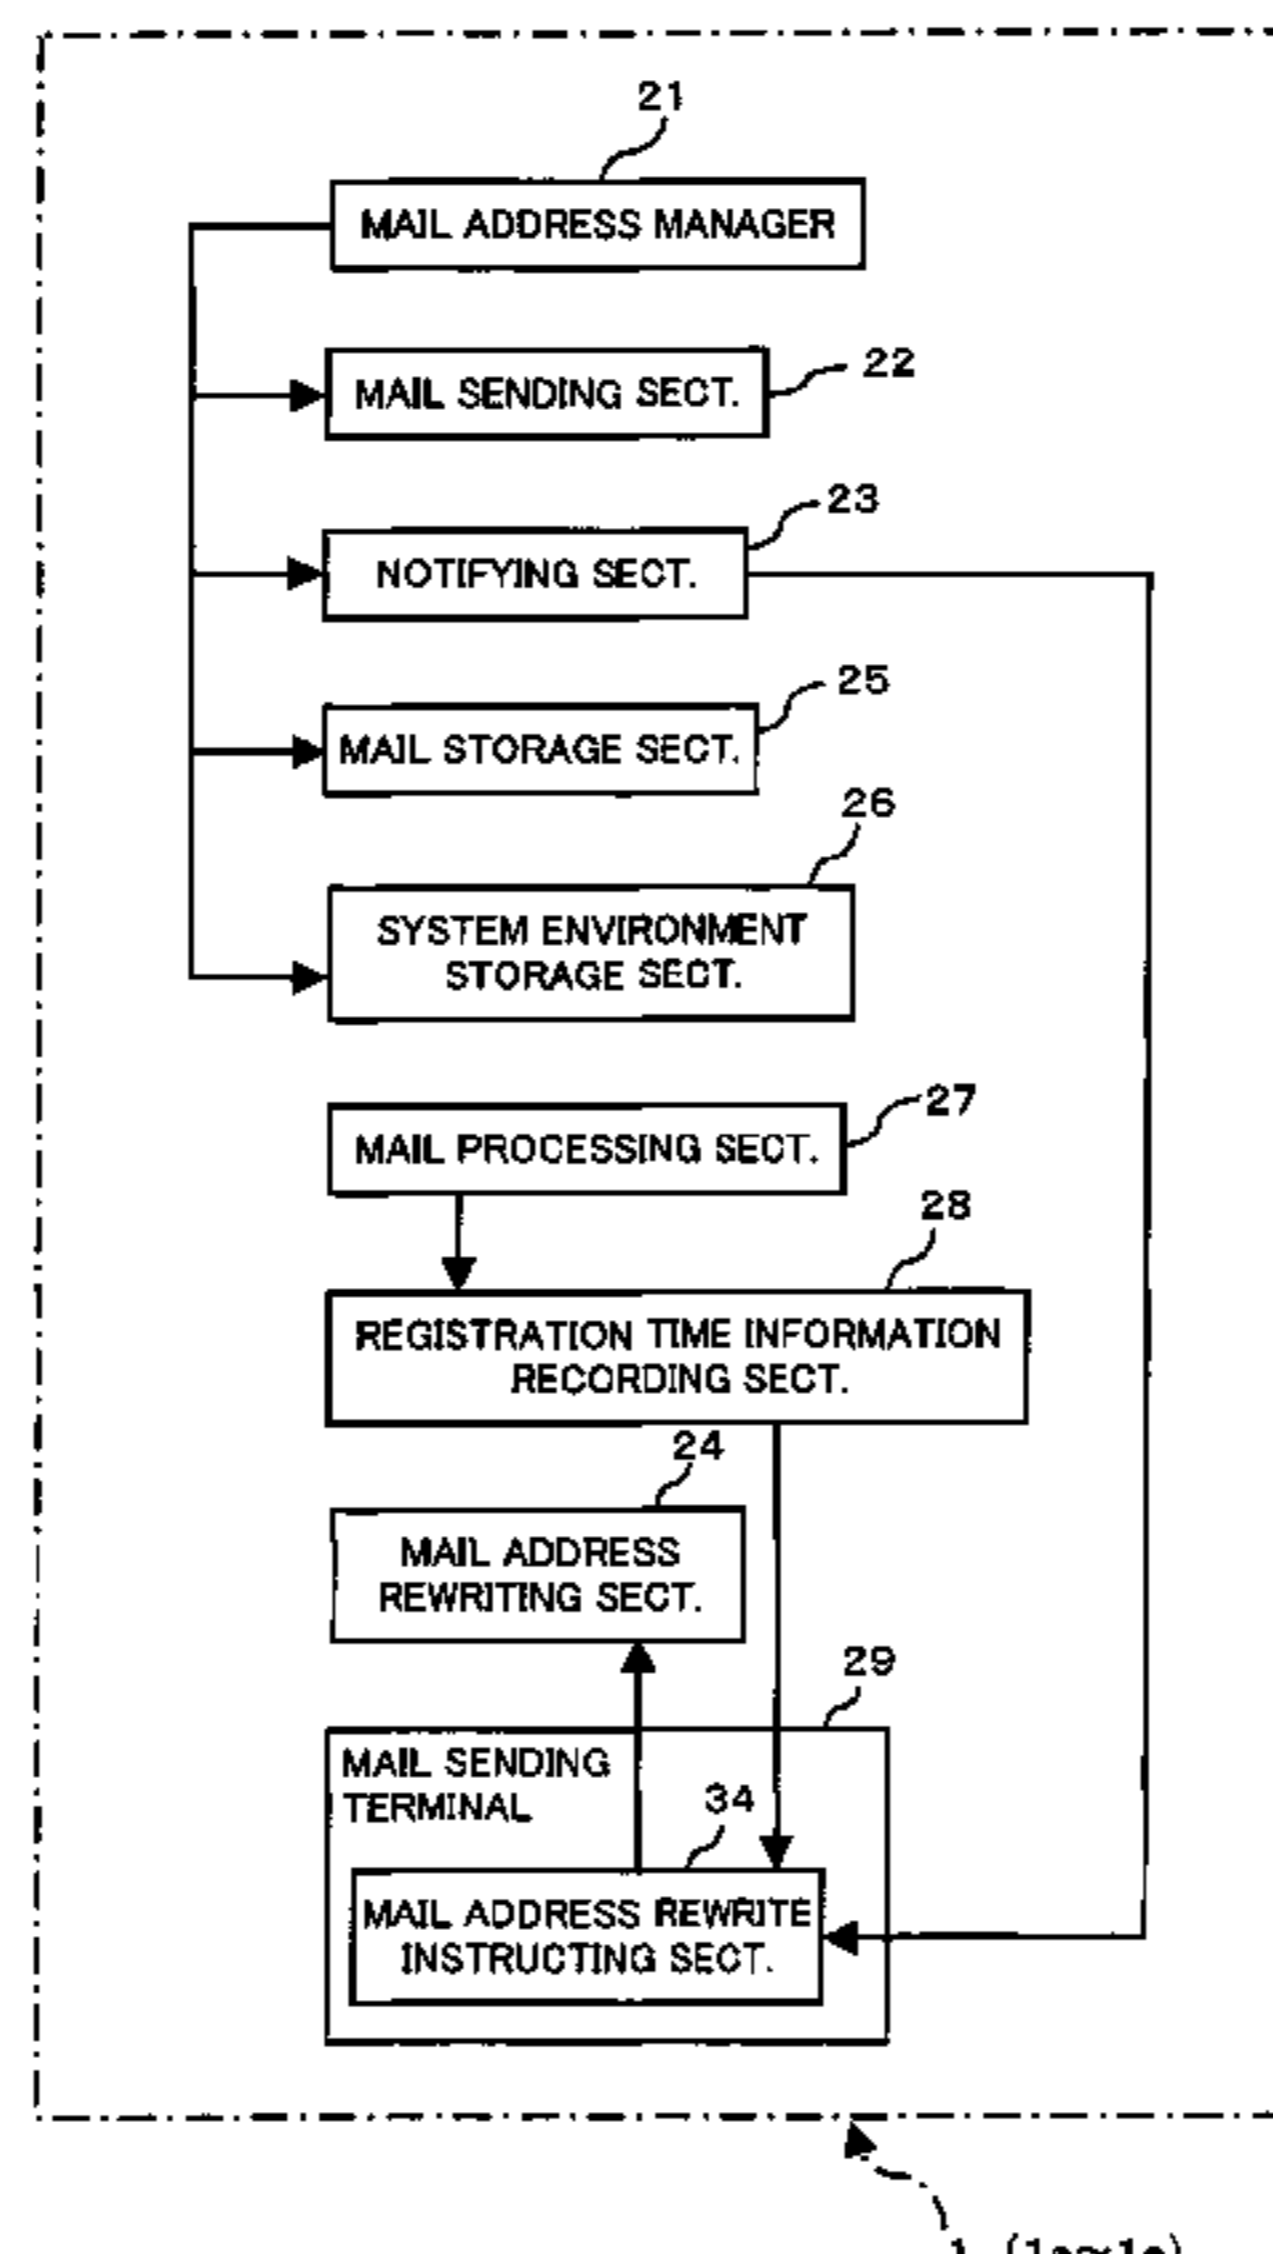 21
MAIL ADDRESS MANAGER
22
MAIL SENDING SECT.
23
NOTIFYING SECT.
25
MAIL STORAGE SECT.
26
SYSTEM ENVIRONMENT
STORAGE SECT.
27
MAIL PROCESSING SECT.
28
REGISTRATION TIME INFORMATION
RECORDING SECT.
24
MAIL ADDRESS
REWRITING SECT.
29
MAIL SENDING
TERMINAL
34
MAIL ADDRESS REWRITE
INSTRUCTING SECT.